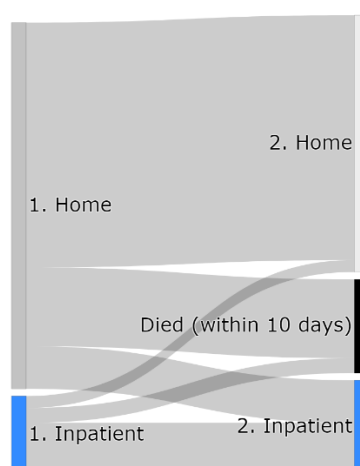 2. Home
1. Home
Died (within 10 days)
2. Inpatient
1. Inpatient